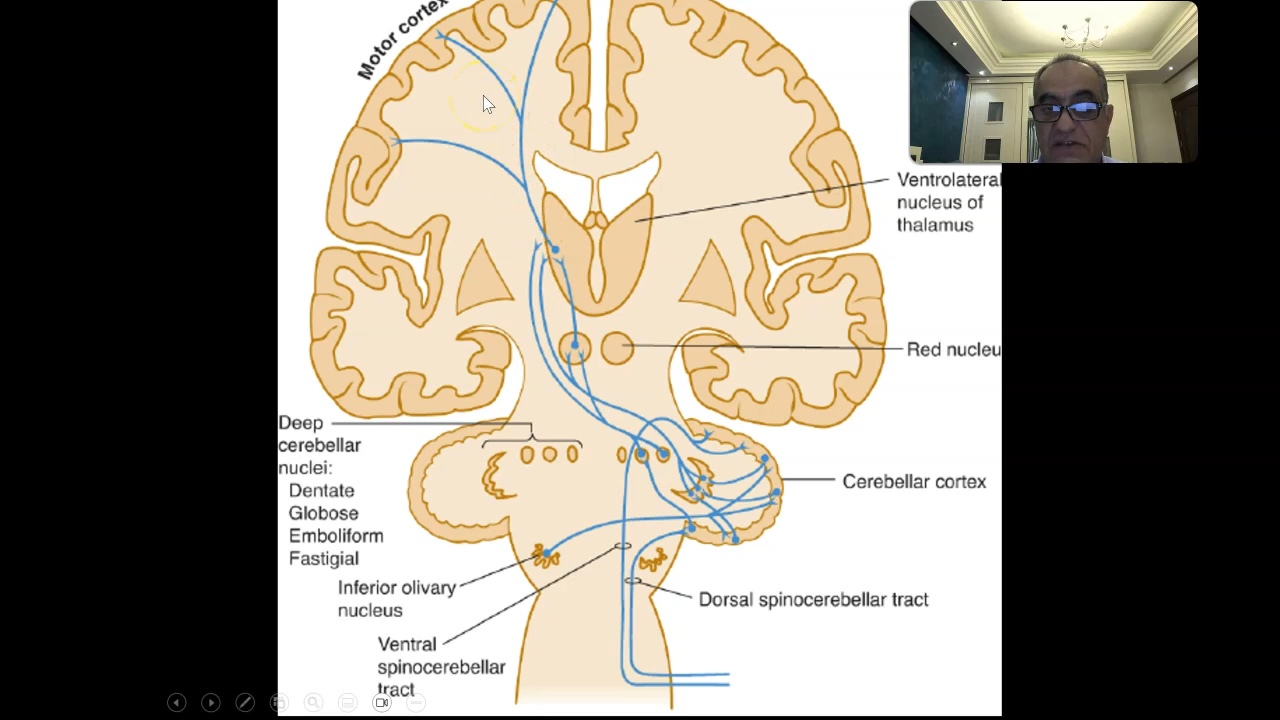 Motor cortex
Ventrolateral
nucleus of
thalamus
Red nucleu
Deep
cerebellar
nuclei:
Dentate
Globose
Emboliform
Fastigial
Cerebellar cortex
Inferior olivary
nucleus
Dorsal spinocerebellar tract
Ventral
spinocerebellar
tract